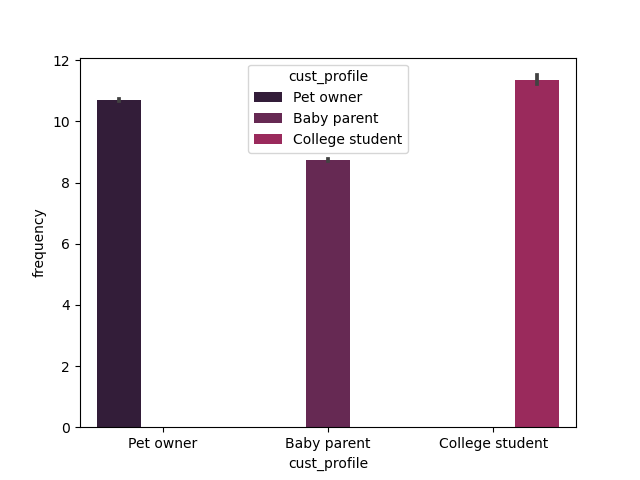 12
10
8
6
4
2
0
frequency
cust_profile
Pet owner
Baby parent
College student
Pet owner
Baby parent
College student
cust_profile